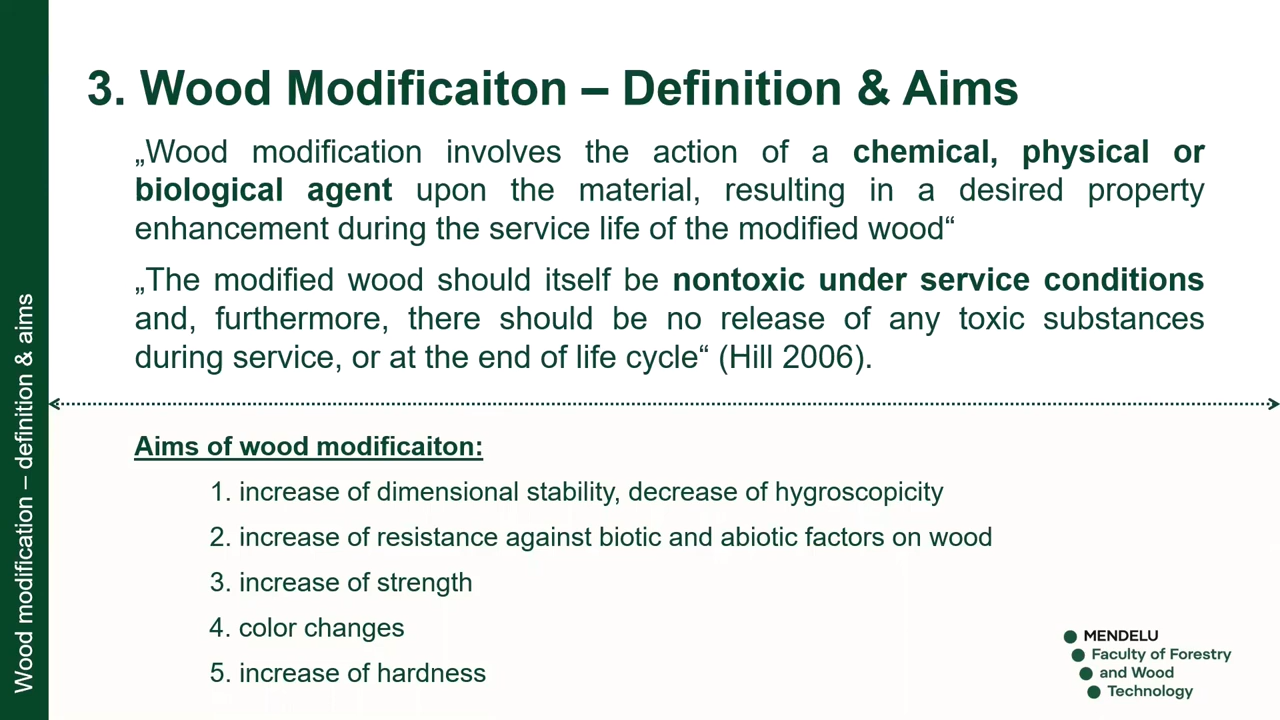 3. Wood Modificaiton – Definition & Aims
„Wood modification involves the action of a chemical, physical or
biological agent upon the material, resulting in a desired property
enhancement during the service life of the modified wood“
„The modified wood should itself be nontoxic under service conditions
and, furthermore, there should be no release of any toxic substances
during service, or at the end of life cycle“ (Hill 2006).
Aims of wood modificaiton:
1. increase of dimensional stability, decrease of hygroscopicity
2. increase of resistance against biotic and abiotic factors on wood
3. increase of strength
4. color changes
5. increase of hardness
Wood modification – definition & aims
MENDELU
Faculty of Forestry
and Wood
Technology